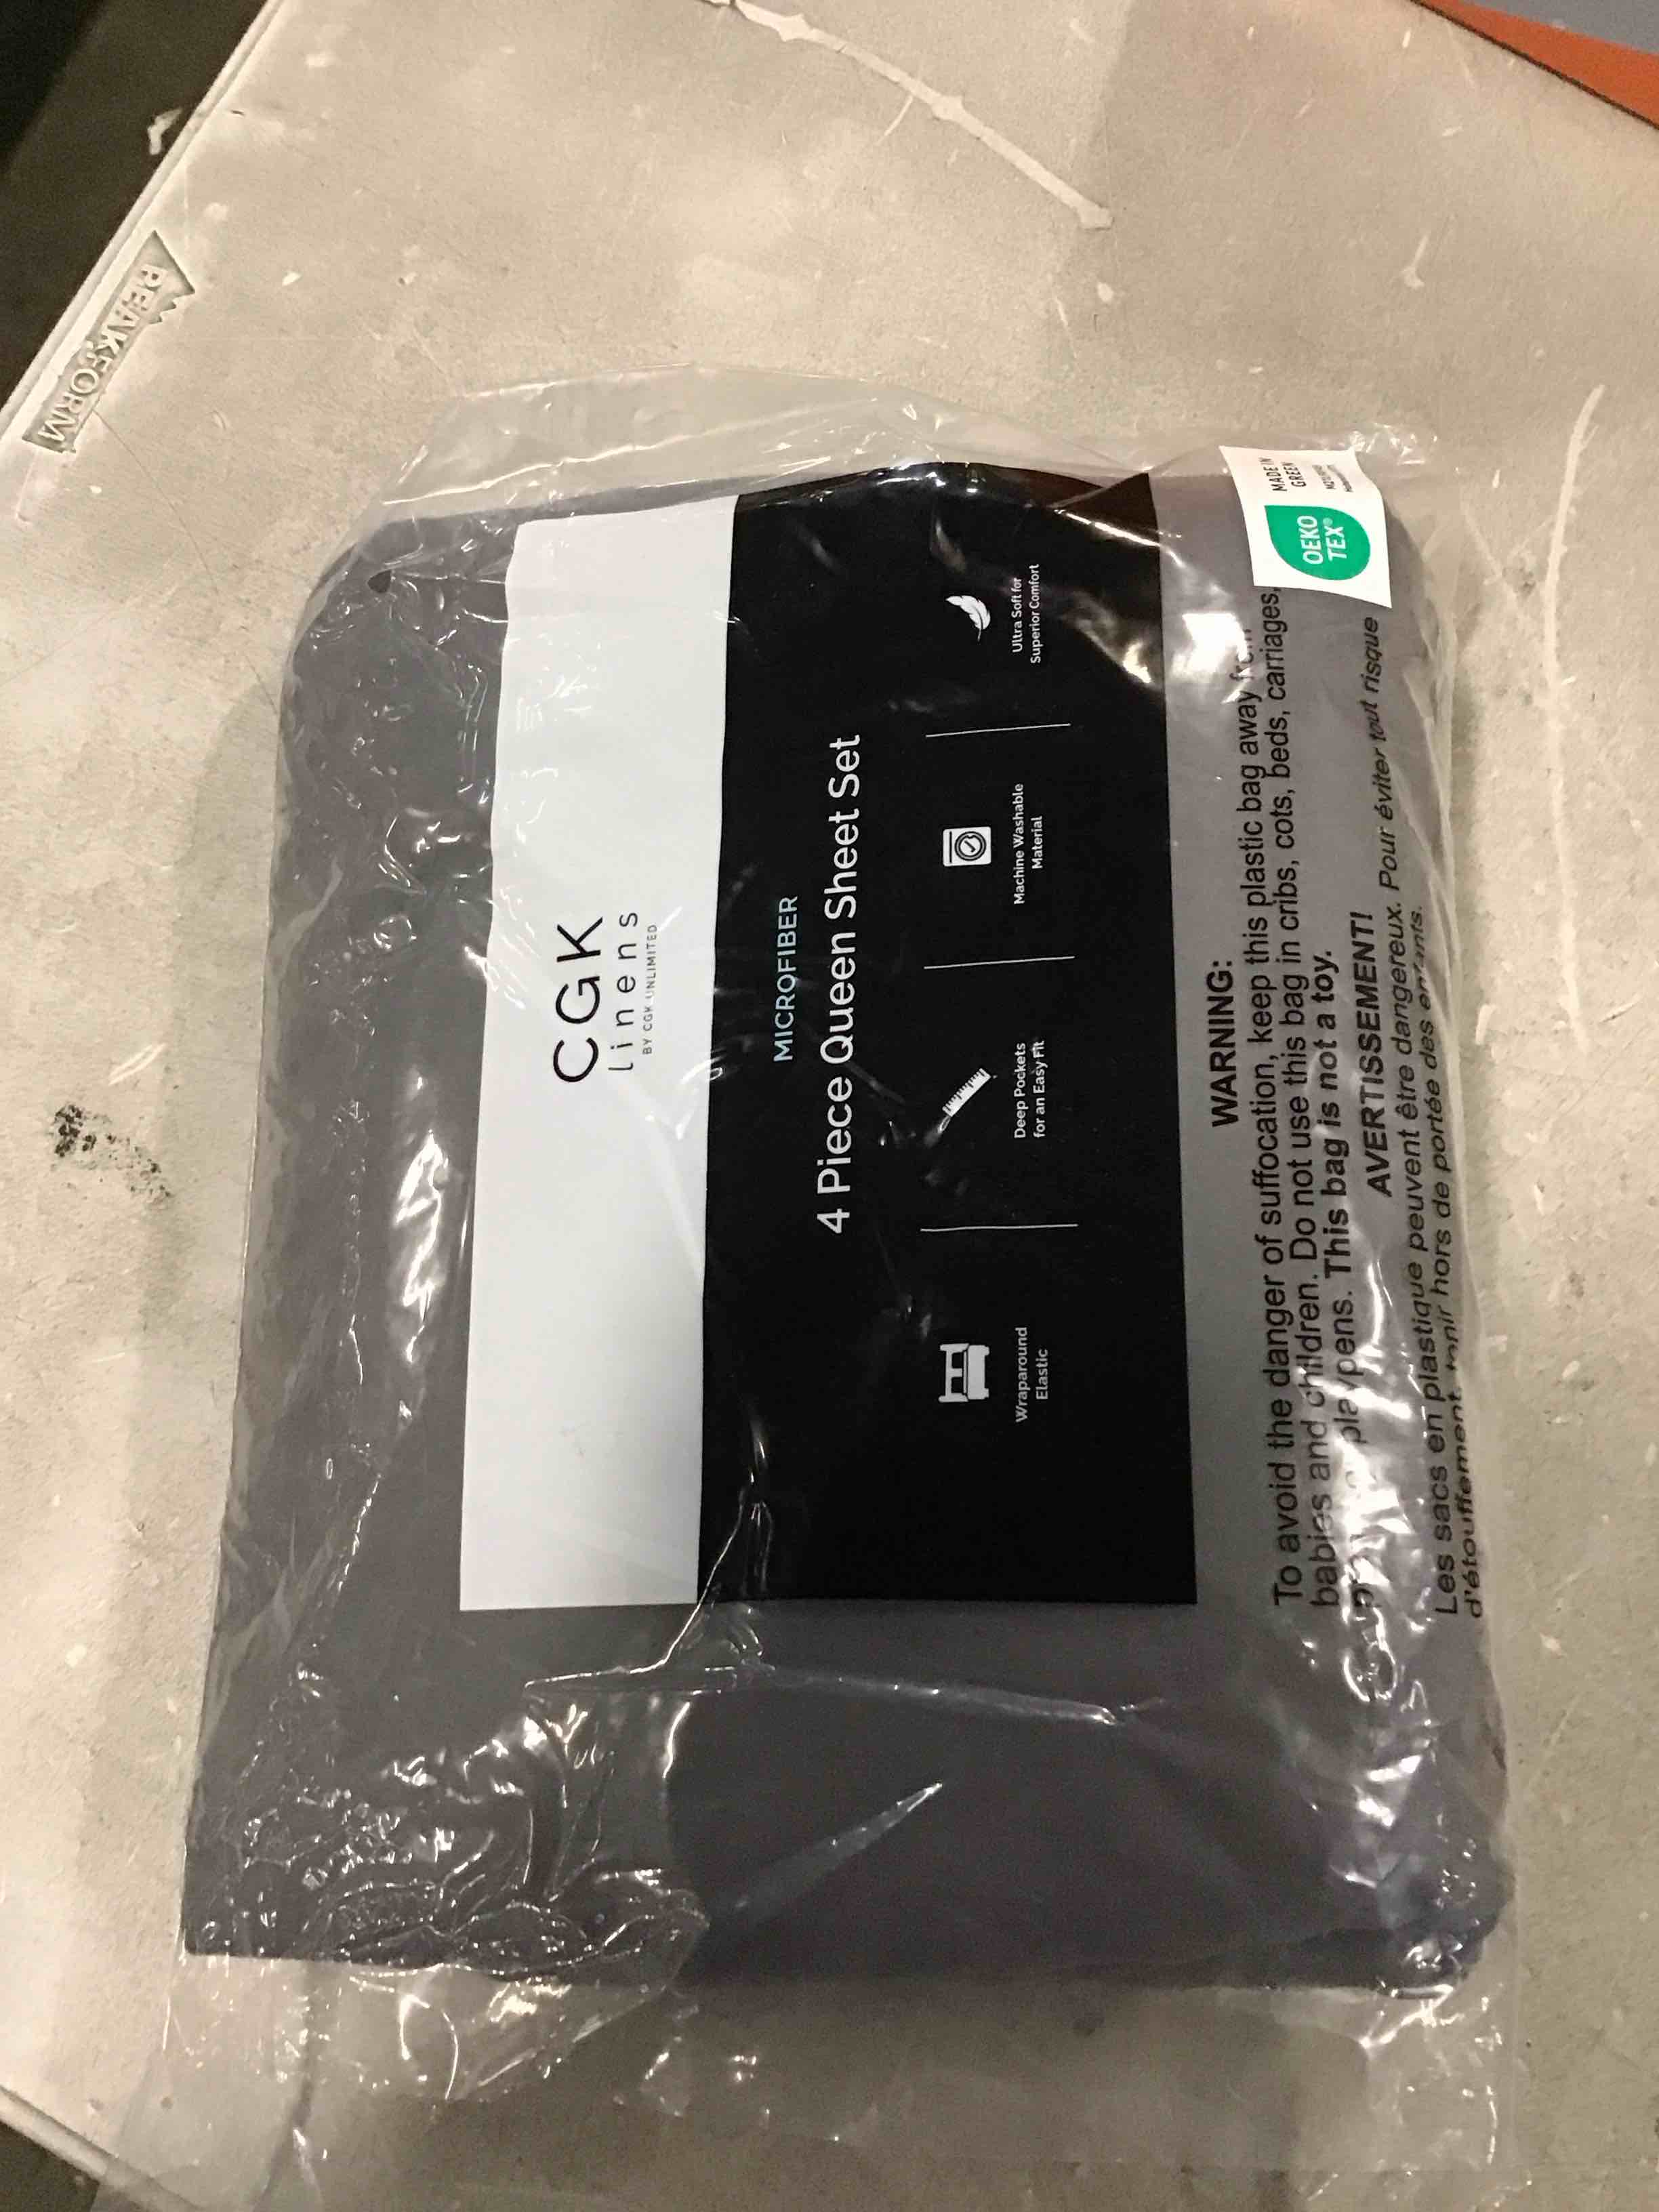 CGK
linens
BY CGK UNLIMITED
MICROFIBER
4 Piece Queen Sheet Set
Wraparound
Elastic
Deep Pockets
for an Easy Fit
Machine Washable
Material
Ultra Soft for
Superior Comfort
WARNING:
To avoid the danger of suffocation, keep this plastic bag away from
babies and children. Do not use this bag in cribs, cots, beds, carriages,
playpens. This bag is not a toy.
AVERTISSEMENT!
Les sacs en plastique peuvent être dangereux. Pour éviter tout risque
d'étouffement, tenir hors de portée des enfants.
OEKO
TEX®
MADE IN
GREEN
PEAKFORM